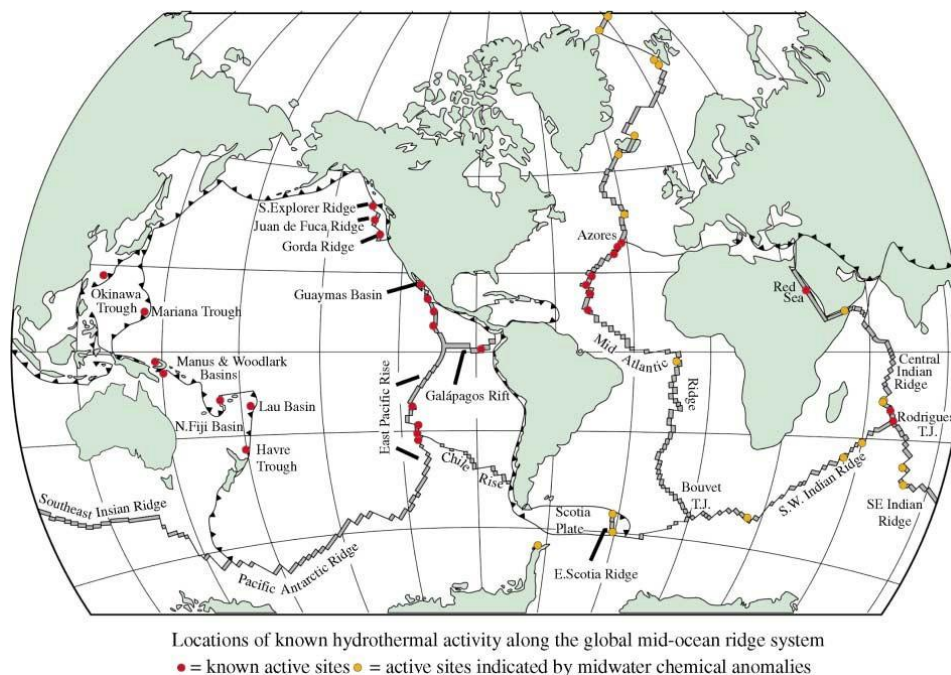 S.Explorer Ridge
Juan de Fuca Ridge
Gorda Ridge
Azores
Guaymas Basin
Red
Sea
Okinawa
Trough
Mariana Trough
Mid Atlantic
Ridge
Manus & Woodlark
Basins
Central
Indian
Ridge
East Pacific Rise
Galápagos Rift
Lau Basin
N.Fiji Basin
Rodrigues
T.J.
Havre
Trough
Chile Rise
Southeast Insian Ridge
Bouvet
T.J.
S.W. Indian Ridge
SE Indian
Ridge
Scotia
Plate
Pacific Antarctic Ridge
E.Scotia Ridge
Locations of known hydrothermal activity along the global mid-ocean ridge system
= known active sites = active sites indicated by midwater chemical anomalies